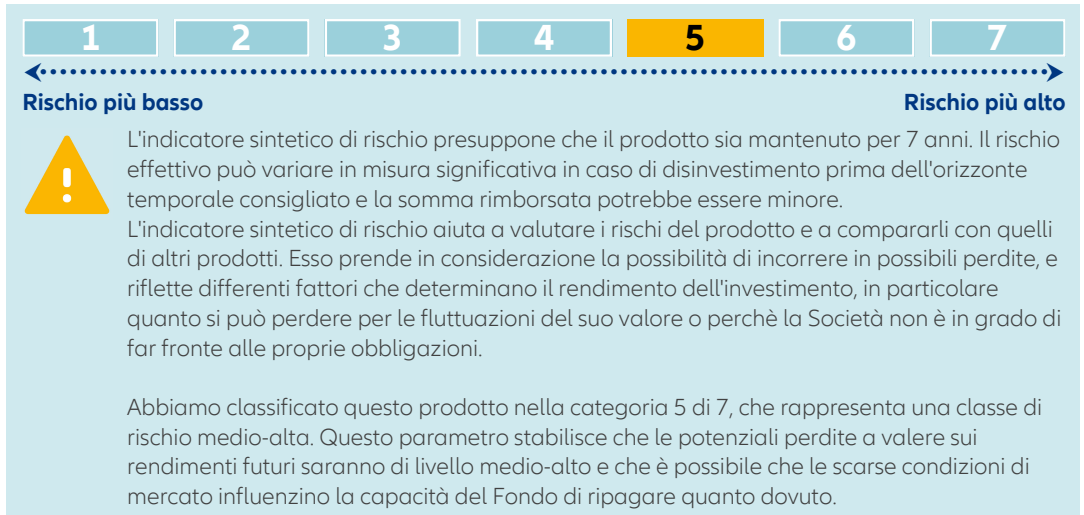 1 2 3 4 5 6 7
Rischio più basso Rischio più alto
L'indicatore sintetico di rischio presuppone che il prodotto sia mantenuto per 7 anni. Il rischio
effettivo può variare in misura significativa in caso di disinvestimento prima dell'orizzonte
temporale consigliato e la somma rimborsata potrebbe essere minore.
L'indicatore sintetico di rischio aiuta a valutare i rischi del prodotto e a compararli con quelli
di altri prodotti. Esso prende in considerazione la possibilità di incorrere in possibili perdite, e
riflette differenti fattori che determinano il rendimento dell'investimento, in particolare
quanto si può perdere per le fluttuazioni del suo valore o perchè la Società non è in grado di
far fronte alle proprie obbligazioni.
Abbiamo classificato questo prodotto nella categoria 5 di 7, che rappresenta una classe di
rischio medio-alta. Questo parametro stabilisce che le potenziali perdite a valere sui
rendimenti futuri saranno di livello medio-alto e che è possibile che le scarse condizioni di
mercato influenzino la capacità del Fondo di ripagare quanto dovuto.